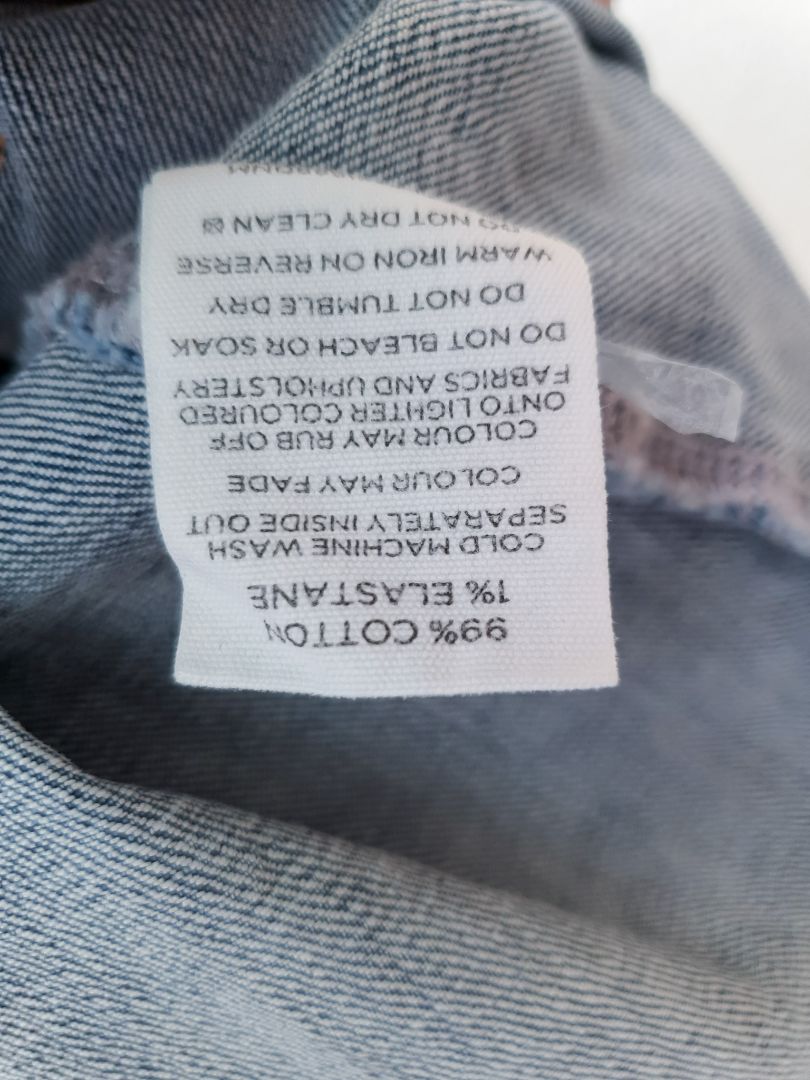 99% COTTON
1% ELASTANE
COLD MACHINE WASH
SEPARATELY INSIDE OUT
COLOUR MAY FADE
COLOUR MAY RUB OFF
ONTO LIGHTER COLOURED
FABRICS AND UPHOLSTERY
DO NOT BLEACH OR SOAK
DO NOT TUMBLE DRY
WARM IRON ON REVERSE
DO NOT DRY CLEAN